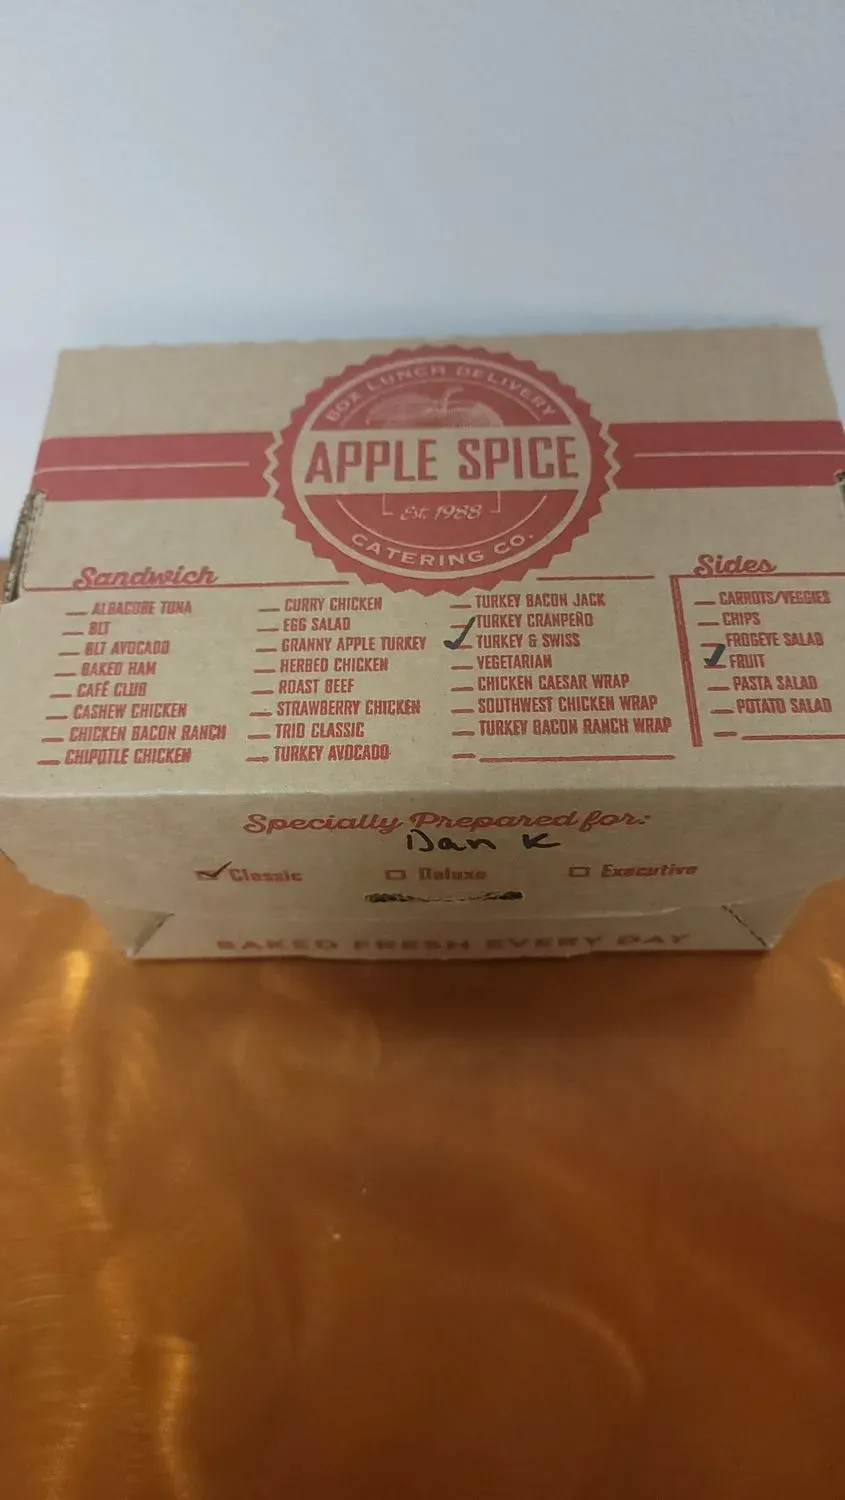 BOX LUNCH DELIVERY
APPLE SPICE
Est. 1988
CATERING CO.
Sandwich
ALBACORE TUNA
BLT
BLT AVOCADO
BAKED HAM
CAFÉ CLUB
CASHEW CHICKEN
CHICKEN BACON RANCH
CHIPOTLE CHICKEN
CURRY CHICKEN
EGG SALAD
GRANNY APPLE TURKEY
HERBED CHICKEN
ROAST BEEF
STRAWBERRY CHICKEN
TRIO CLASSIC
TURKEY AVOCADO
TURKEY BACON JACK
TURKEY CRANPEÑO
TURKEY & SWISS
VEGETARIAN
CHICKEN CAESAR WRAP
SOUTHWEST CHICKEN WRAP
TURKEY BACON RANCH WRAP
Sides
CARROTS/VEGGIES
CHIPS
FROGEYE SALAD
FRUIT
PASTA SALAD
POTATO SALAD
Specially Prepared for:
Dan K
Classic Deluxe Executive
BAKED FRESH EVERY DAY